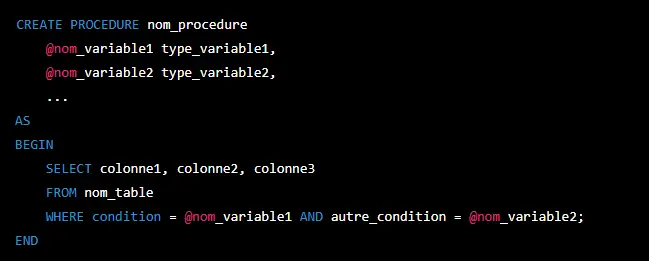 CREATE PROCEDURE nom_procedure
    @nom_variable1 type_variable1,
    @nom_variable2 type_variable2,
    ...
AS
BEGIN
    SELECT colonne1, colonne2, colonne3
    FROM nom_table
    WHERE condition = @nom_variable1 AND autre_condition = @nom_variable2;
END